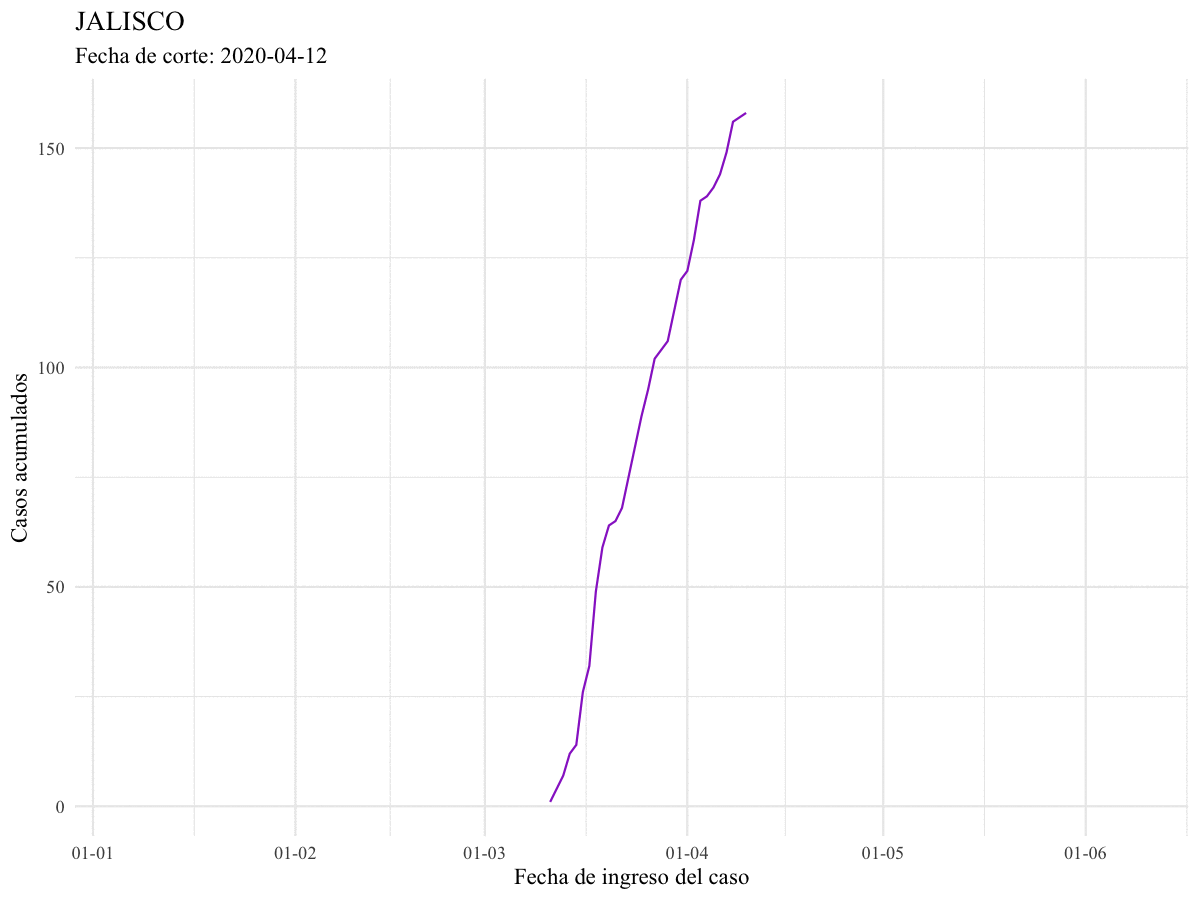 JALISCO
Fecha de corte: 2020-04-12
Casos acumulados
150
100
50
0
01-01 01-02 01-03 01-04 01-05 01-06
Fecha de ingreso del caso